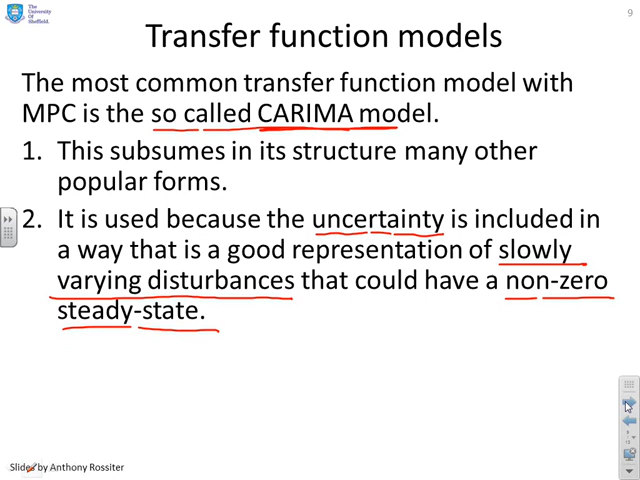 The
University
Of
Sheffield.
9
Transfer function models
The most common transfer function model with
MPC is the so called CARIMA model.
1. This subsumes in its structure many other
popular forms.
2. It is used because the uncertainty is included in
a way that is a good representation of slowly
varying disturbances that could have a non-zero
steady-state.
Slides by Anthony Rossiter